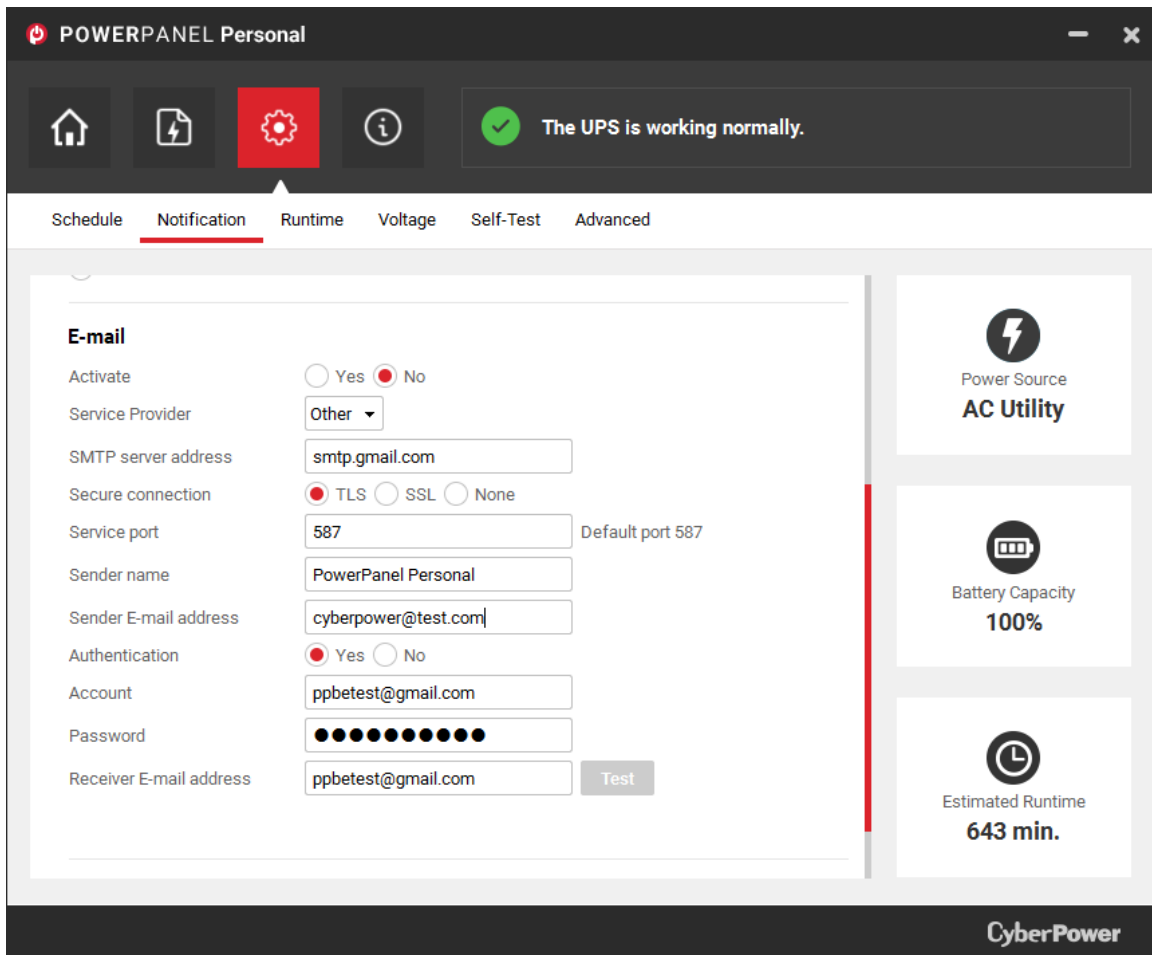 POWERPANEL Personal
The UPS is working normally.
Schedule Notification Runtime Voltage Self-Test Advanced
E-mail
Activate Yes No
Service Provider Other
SMTP server address smtp.gmail.com
Secure connection TLS SSL None
Service port 587 Default port 587
Sender name PowerPanel Personal
Sender E-mail address cyberpower@test.com
Authentication Yes No
Account ppbetest@gmail.com
Password ●●●●●●●●●●
Receiver E-mail address ppbetest@gmail.com Test
Power Source
AC Utility
Battery Capacity
100%
Estimated Runtime
643 min.
CyberPower